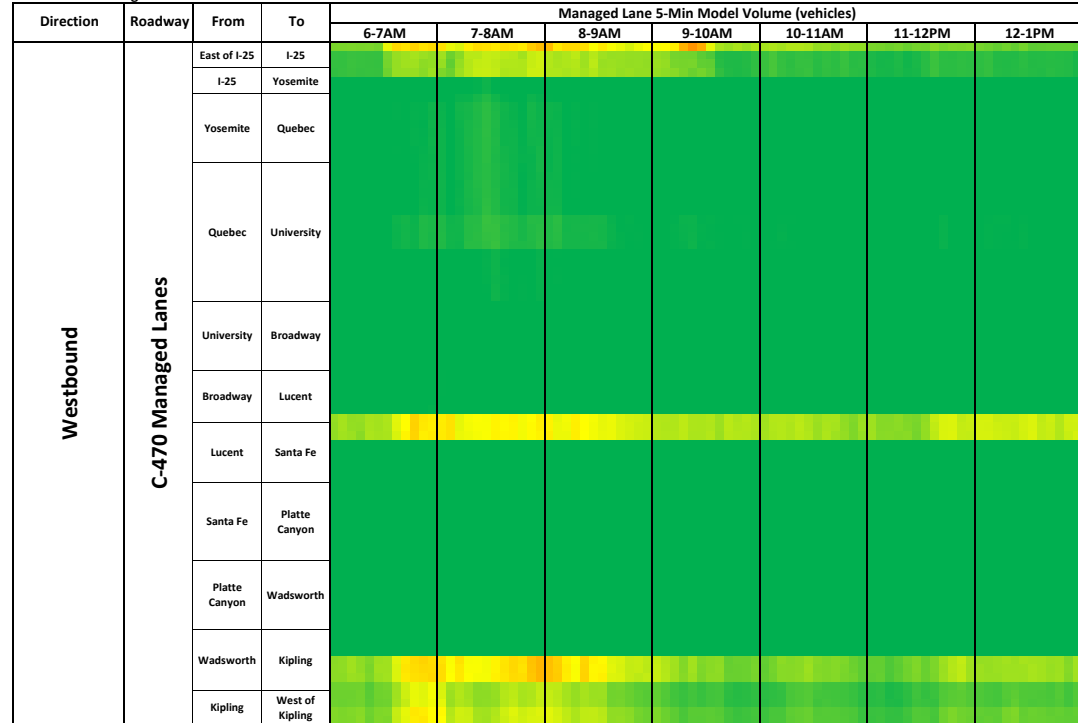 Direction Roadway From To Managed Lane 5-Min Model Volume (vehicles)
6-7AM 7-8AM 8-9AM 9-10AM 10-11AM 11-12PM 12-1PM
Westbound
C-470 Managed Lanes
East of I-25 I-25
I-25 Yosemite
Yosemite Quebec
Quebec University
University Broadway
Broadway Lucent
Lucent Santa Fe
Santa Fe Platte
Canyon
Platte
Canyon Wadsworth
Wadsworth Kipling
Kipling West of
Kipling